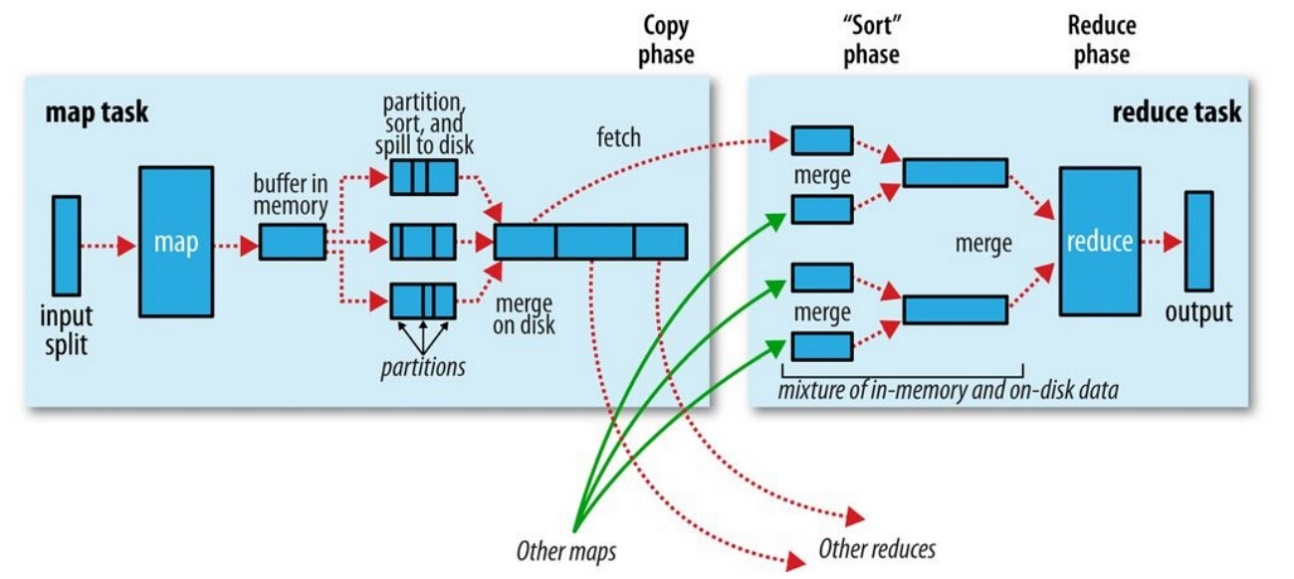 Copy
phase
“Sort”
phase
Reduce
phase
map task
partition,
sort, and
spill to disk
fetch
buffer in
memory
map
input
split
merge
on disk
partitions
reduce task
merge
merge
merge
reduce
output
mixture of in-memory and on-disk data
Other maps
Other reduces